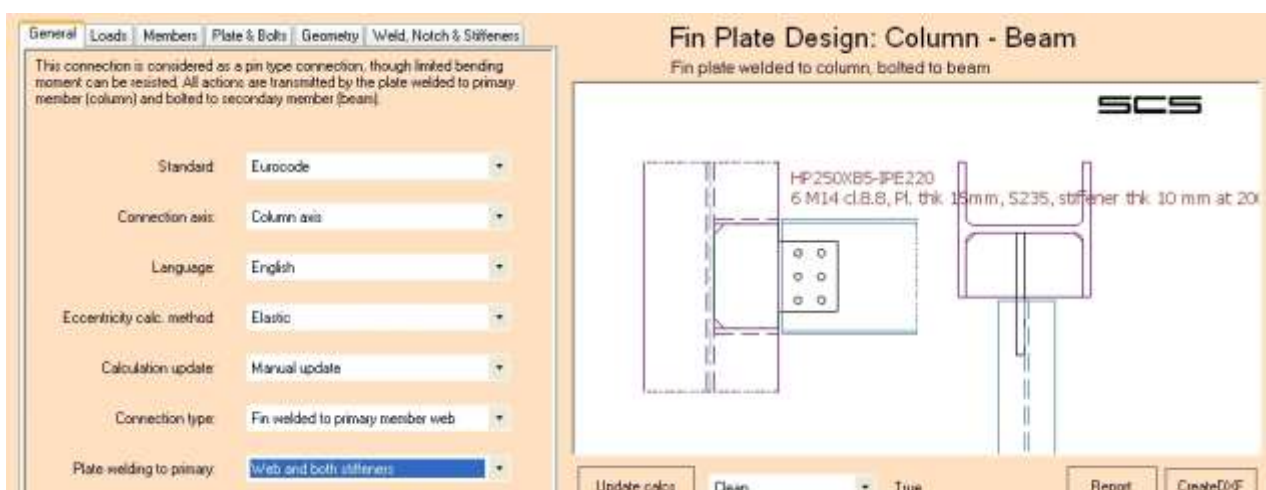 General Loads Members Plate & Bolts Geometry Weld, Notch & Stiffeners
This connection is considered as a pin type connection, though limited bending
moment can be resisted. All actions are transmitted by the plate welded to primary
member (column) and bolted to secondary member (beam).
Standard: Eurocode
Connection axis: Column axis
Language: English
Eccentricity calc. method: Elastic
Calculation update: Manual update
Connection type: Fin welded to primary member web
Plate welding to primary: Web and both stiffeners
Fin Plate Design: Column - Beam
Fin plate welded to column, bolted to beam
SCS
HP250X85-IPE220
6 M14 cl.8.8, Pl. thk 15mm, S235, stiffener thk 10 mm at 20
Update calcs Clean True Report CreateDXF